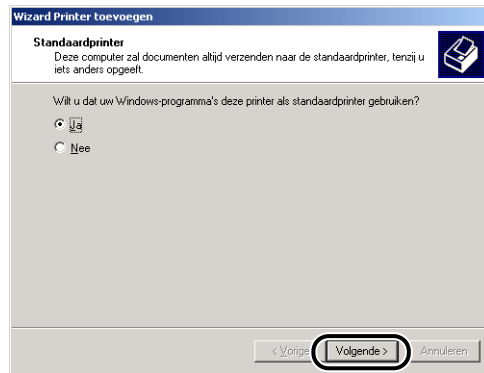 Wizard Printer toevoegen
Standaardprinter
Deze computer zal documenten altijd verzenden naar de standaardprinter, tenzij u
iets anders opgeeft.
Wilt u dat uw Windows-programma's deze printer als standaardprinter gebruiken?
Ja
Nee
< Vorige Volgende > Annuleren